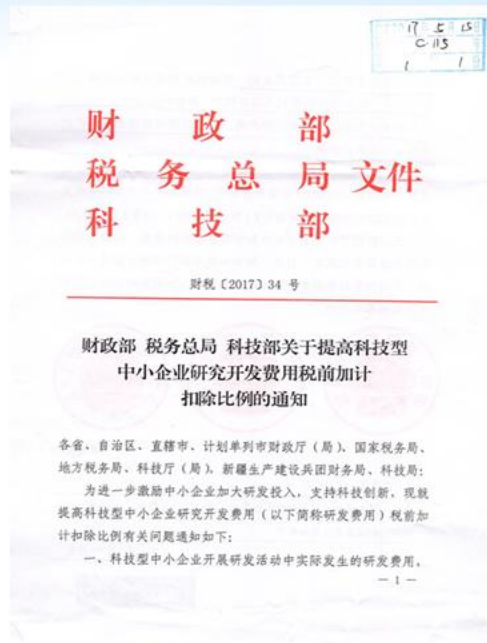 17 5 15
C-115
1 1
财政部
税务总局文件
科技部
财税〔2017〕34 号
财政部 税务总局 科技部关于提高科技型
中小企业研究开发费用税前加计
扣除比例的通知
各省、自治区、直辖市、计划单列市财政厅（局）、国家税务局、
地方税务局、科技厅（局），新疆生产建设兵团财务局、科技局：
为进一步激励中小企业加大研发投入，支持科技创新，现就
提高科技型中小企业研究开发费用（以下简称研发费用）税前加
计扣除比例有关问题通知如下：
一、科技型中小企业开展研发活动中实际发生的研发费用，
— 1 —